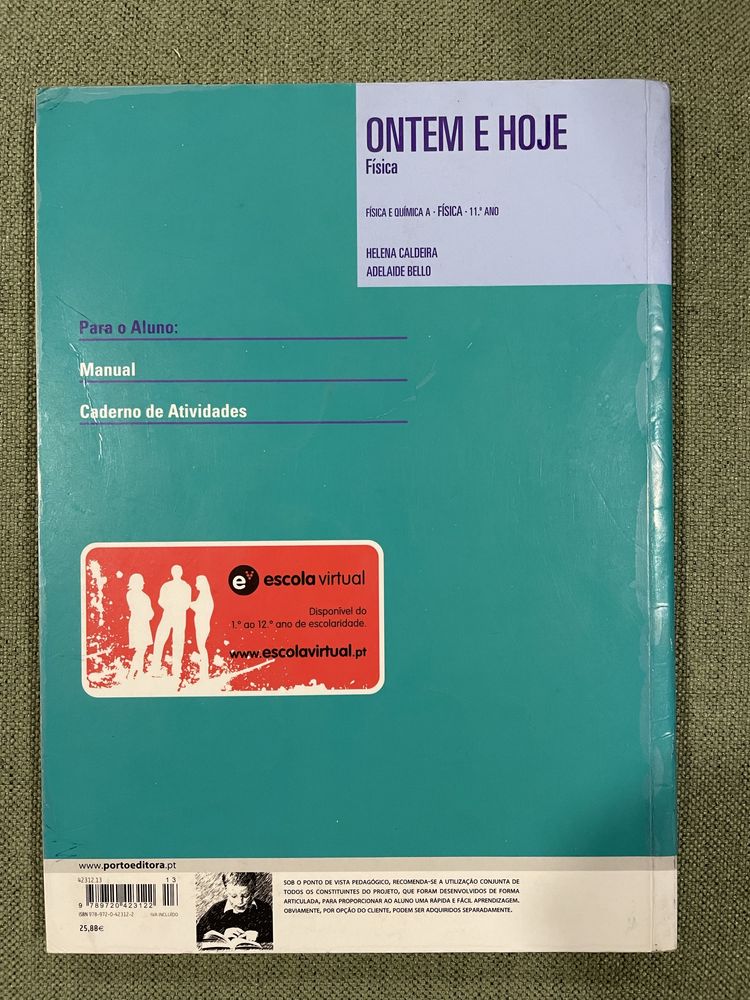 ONTEM E HOJE
Física
FÍSICA E QUÍMICA A · FÍSICA · 11.º ANO
HELENA CALDEIRA
ADELAIDE BELLO
Para o Aluno:
Manual
Caderno de Atividades
e escolavirtual
Disponível do
1.º ao 12.º ano de escolaridade.
www.escolavirtual.pt
www.portoeditora.pt
42312.13
13
9 789720 423122
ISBN 978-972-0-42312-2 IVA INCLUÍDO
25,88€
SOB O PONTO DE VISTA PEDAGÓGICO, RECOMENDA-SE A UTILIZAÇÃO CONJUNTA DE
TODOS OS CONSTITUINTES DO PROJETO, QUE FORAM DESENVOLVIDOS DE FORMA
ARTICULADA, PARA PROPORCIONAR AO ALUNO UMA RÁPIDA E FÁCIL APRENDIZAGEM.
OBVIAMENTE, POR OPÇÃO DO CLIENTE, PODEM SER ADQUIRIDOS SEPARADAMENTE.